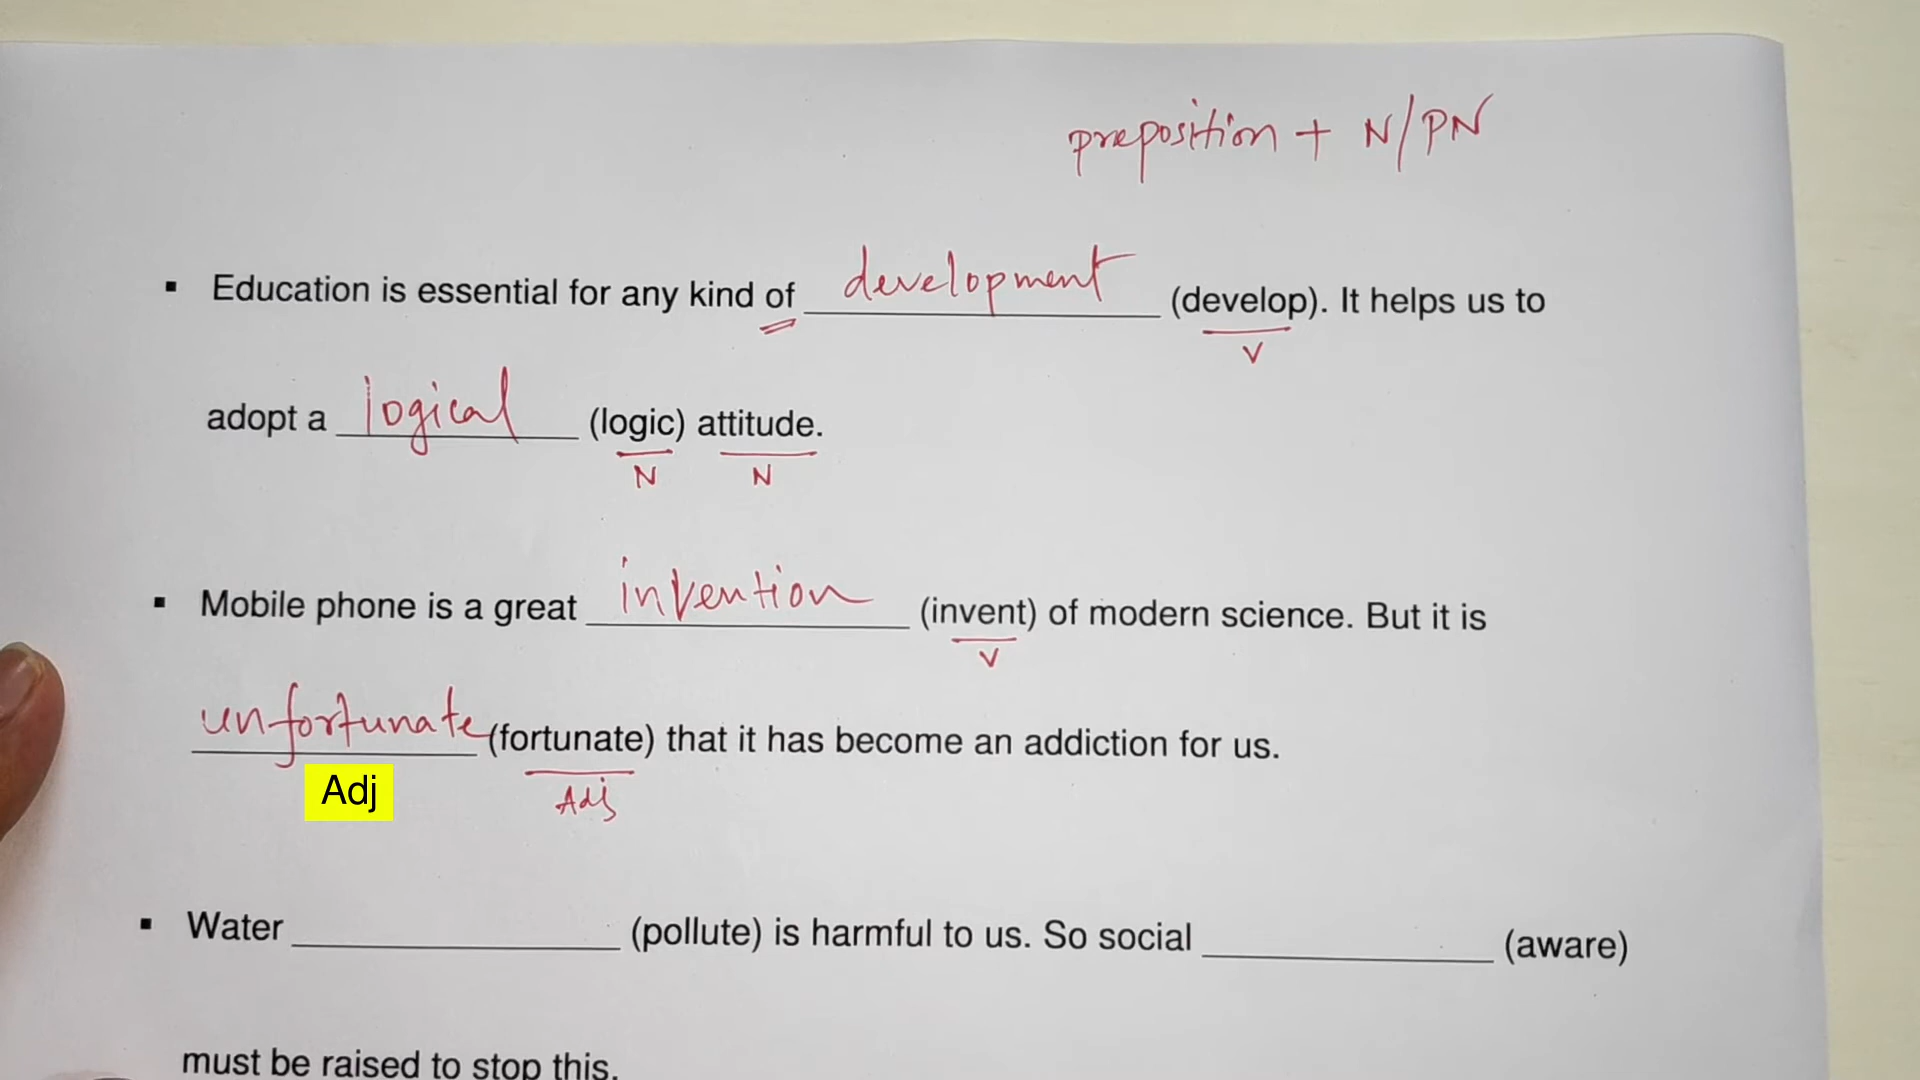 preposition + N/PN
▪ Education is essential for any kind of development (develop). It helps us to
V
adopt a logical (logic) attitude.
N N
▪ Mobile phone is a great invention (invent) of modern science. But it is
V
unfortunate (fortunate) that it has become an addiction for us.
Adj Adj
▪ Water ____________ (pollute) is harmful to us. So social ____________ (aware)
must be raised to stop this.